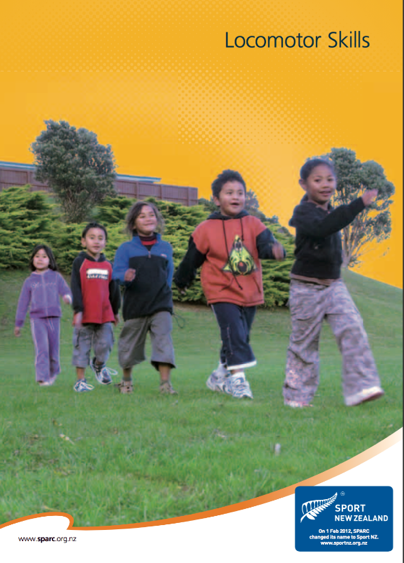 Locomotor Skills
www.sparc.org.nz
®
SPORT
NEW ZEALAND
On 1 Feb 2012, SPARC
changed its name to Sport NZ.
www.sportnz.org.nz